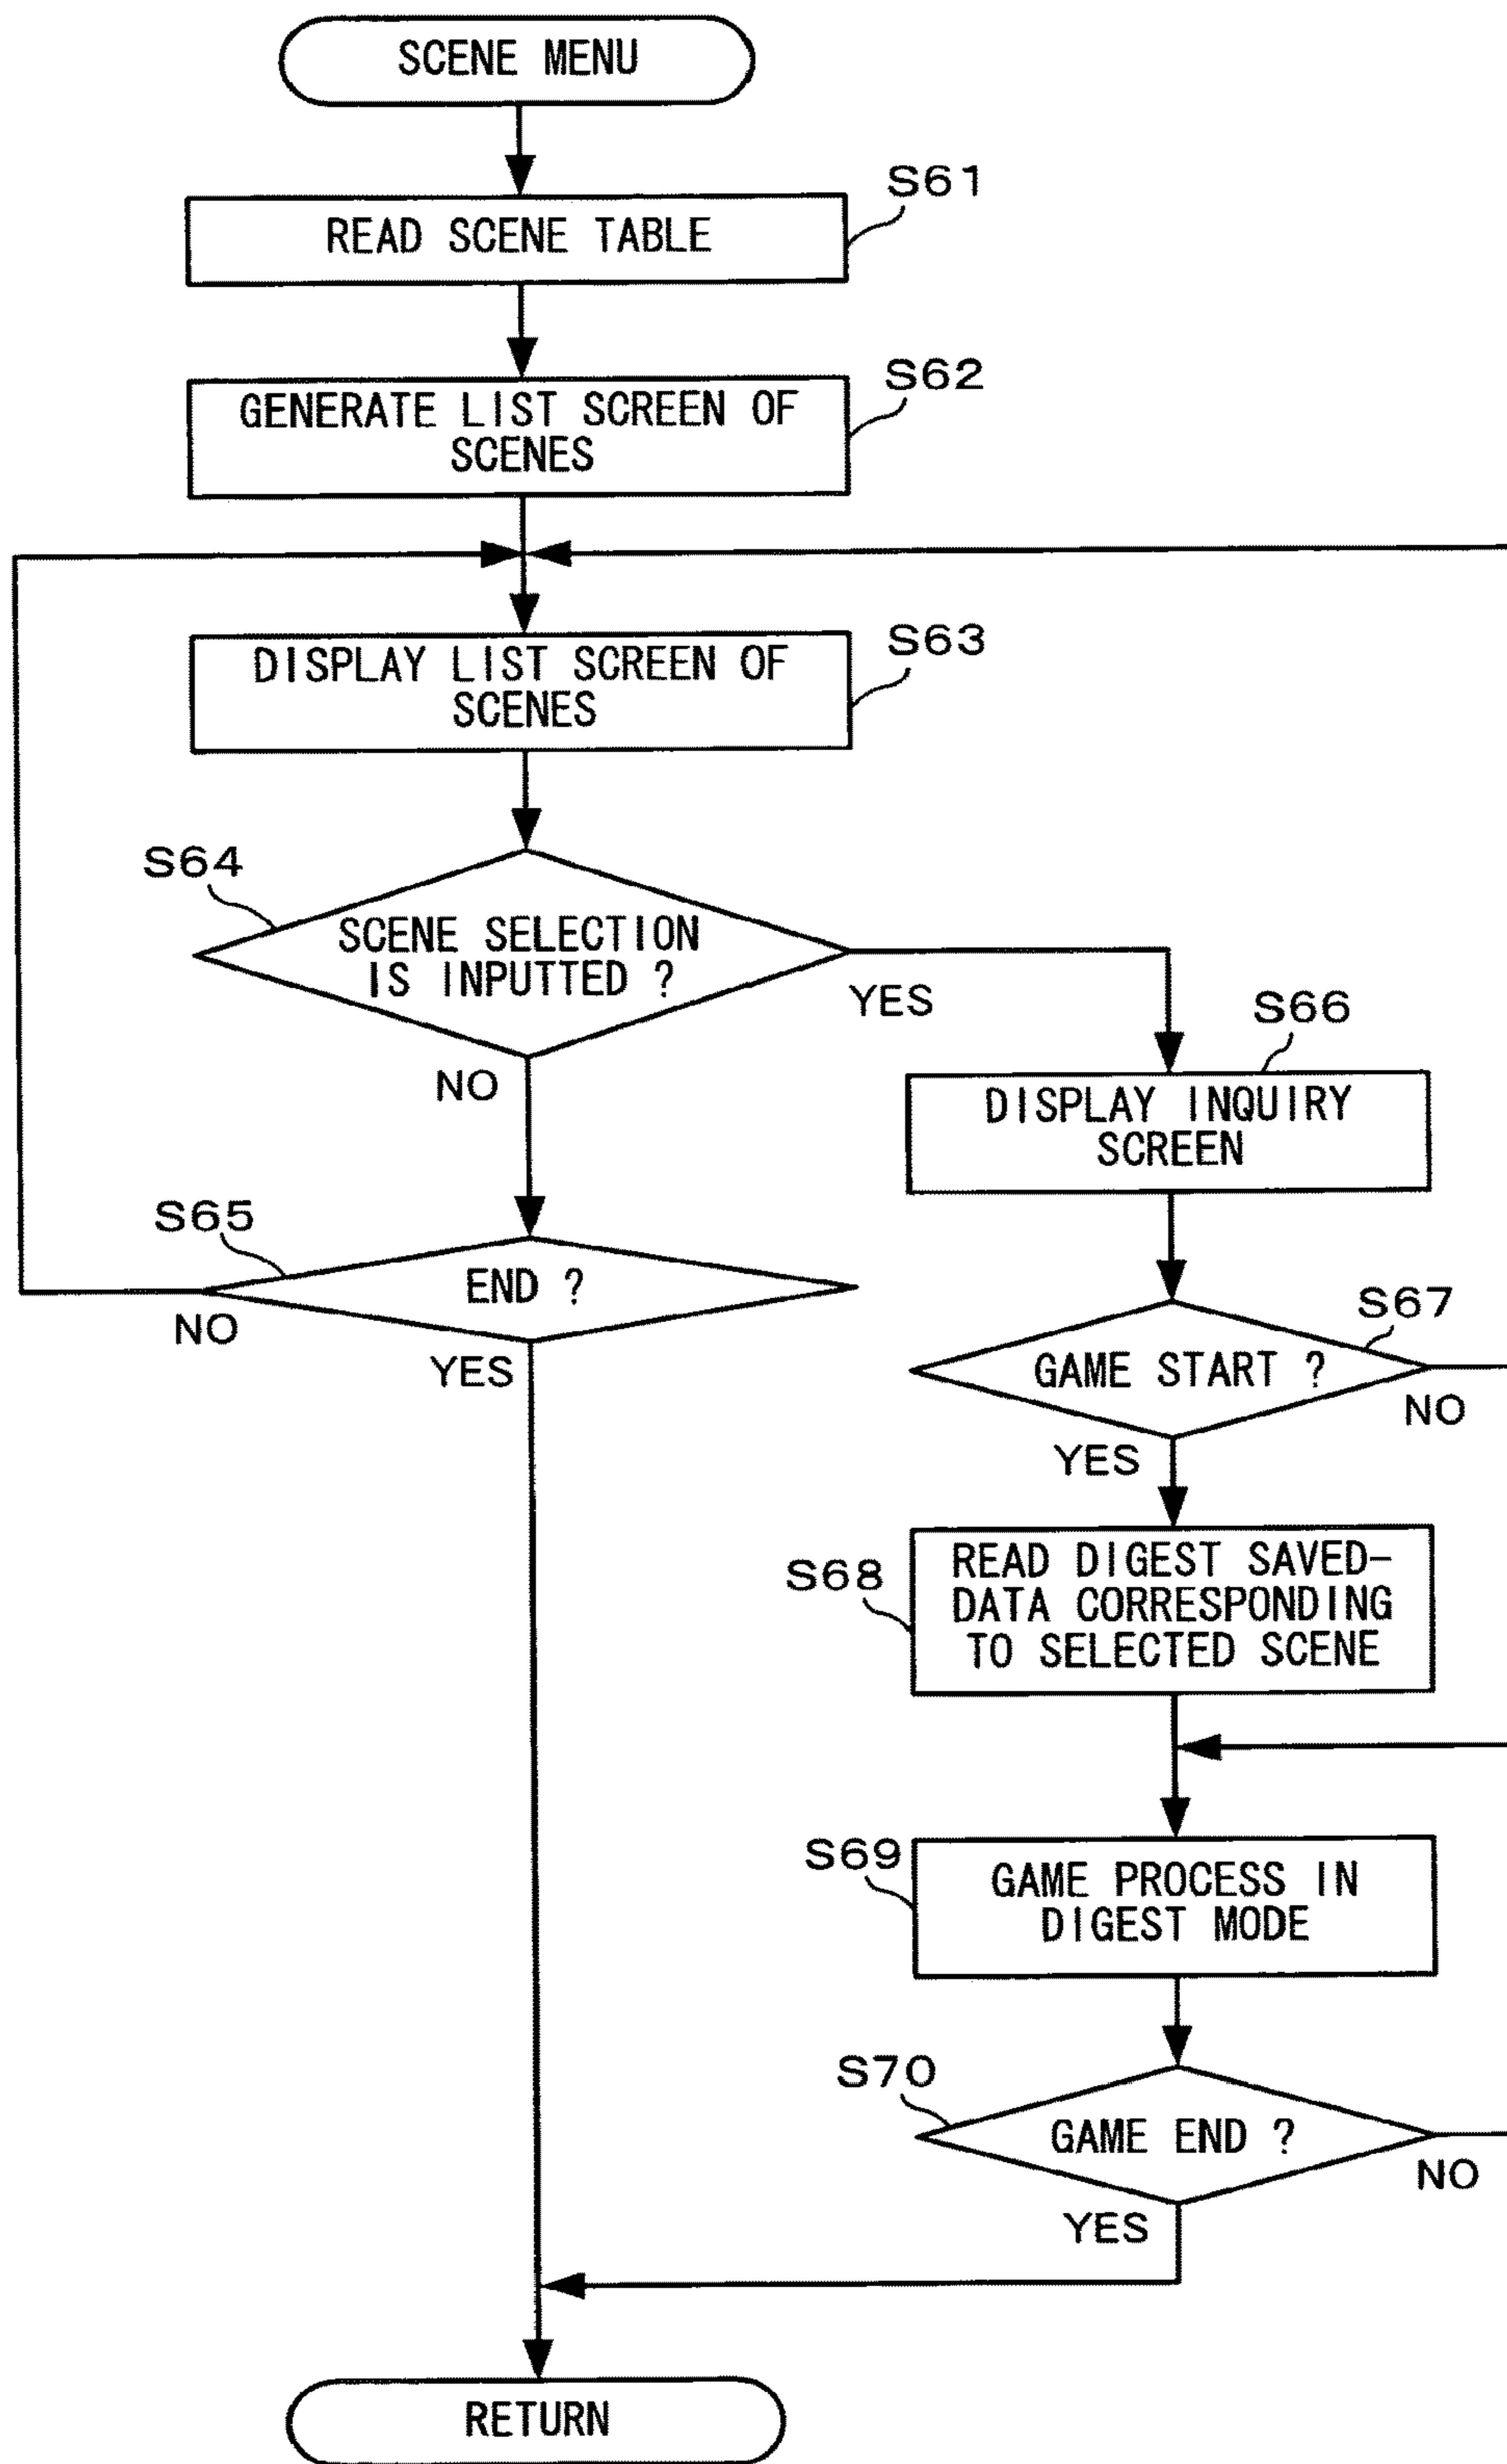 SCENE MENU
S61
READ SCENE TABLE
S62
GENERATE LIST SCREEN OF
SCENES
S63
DISPLAY LIST SCREEN OF
SCENES
S64
SCENE SELECTION
IS INPUTTED ?
YES
NO
S66
DISPLAY INQUIRY
SCREEN
S65
END ?
NO
YES
S67
GAME START ?
NO
YES
S68
READ DIGEST SAVED-
DATA CORRESPONDING
TO SELECTED SCENE
S69
GAME PROCESS IN
DIGEST MODE
S70
GAME END ?
NO
YES
RETURN